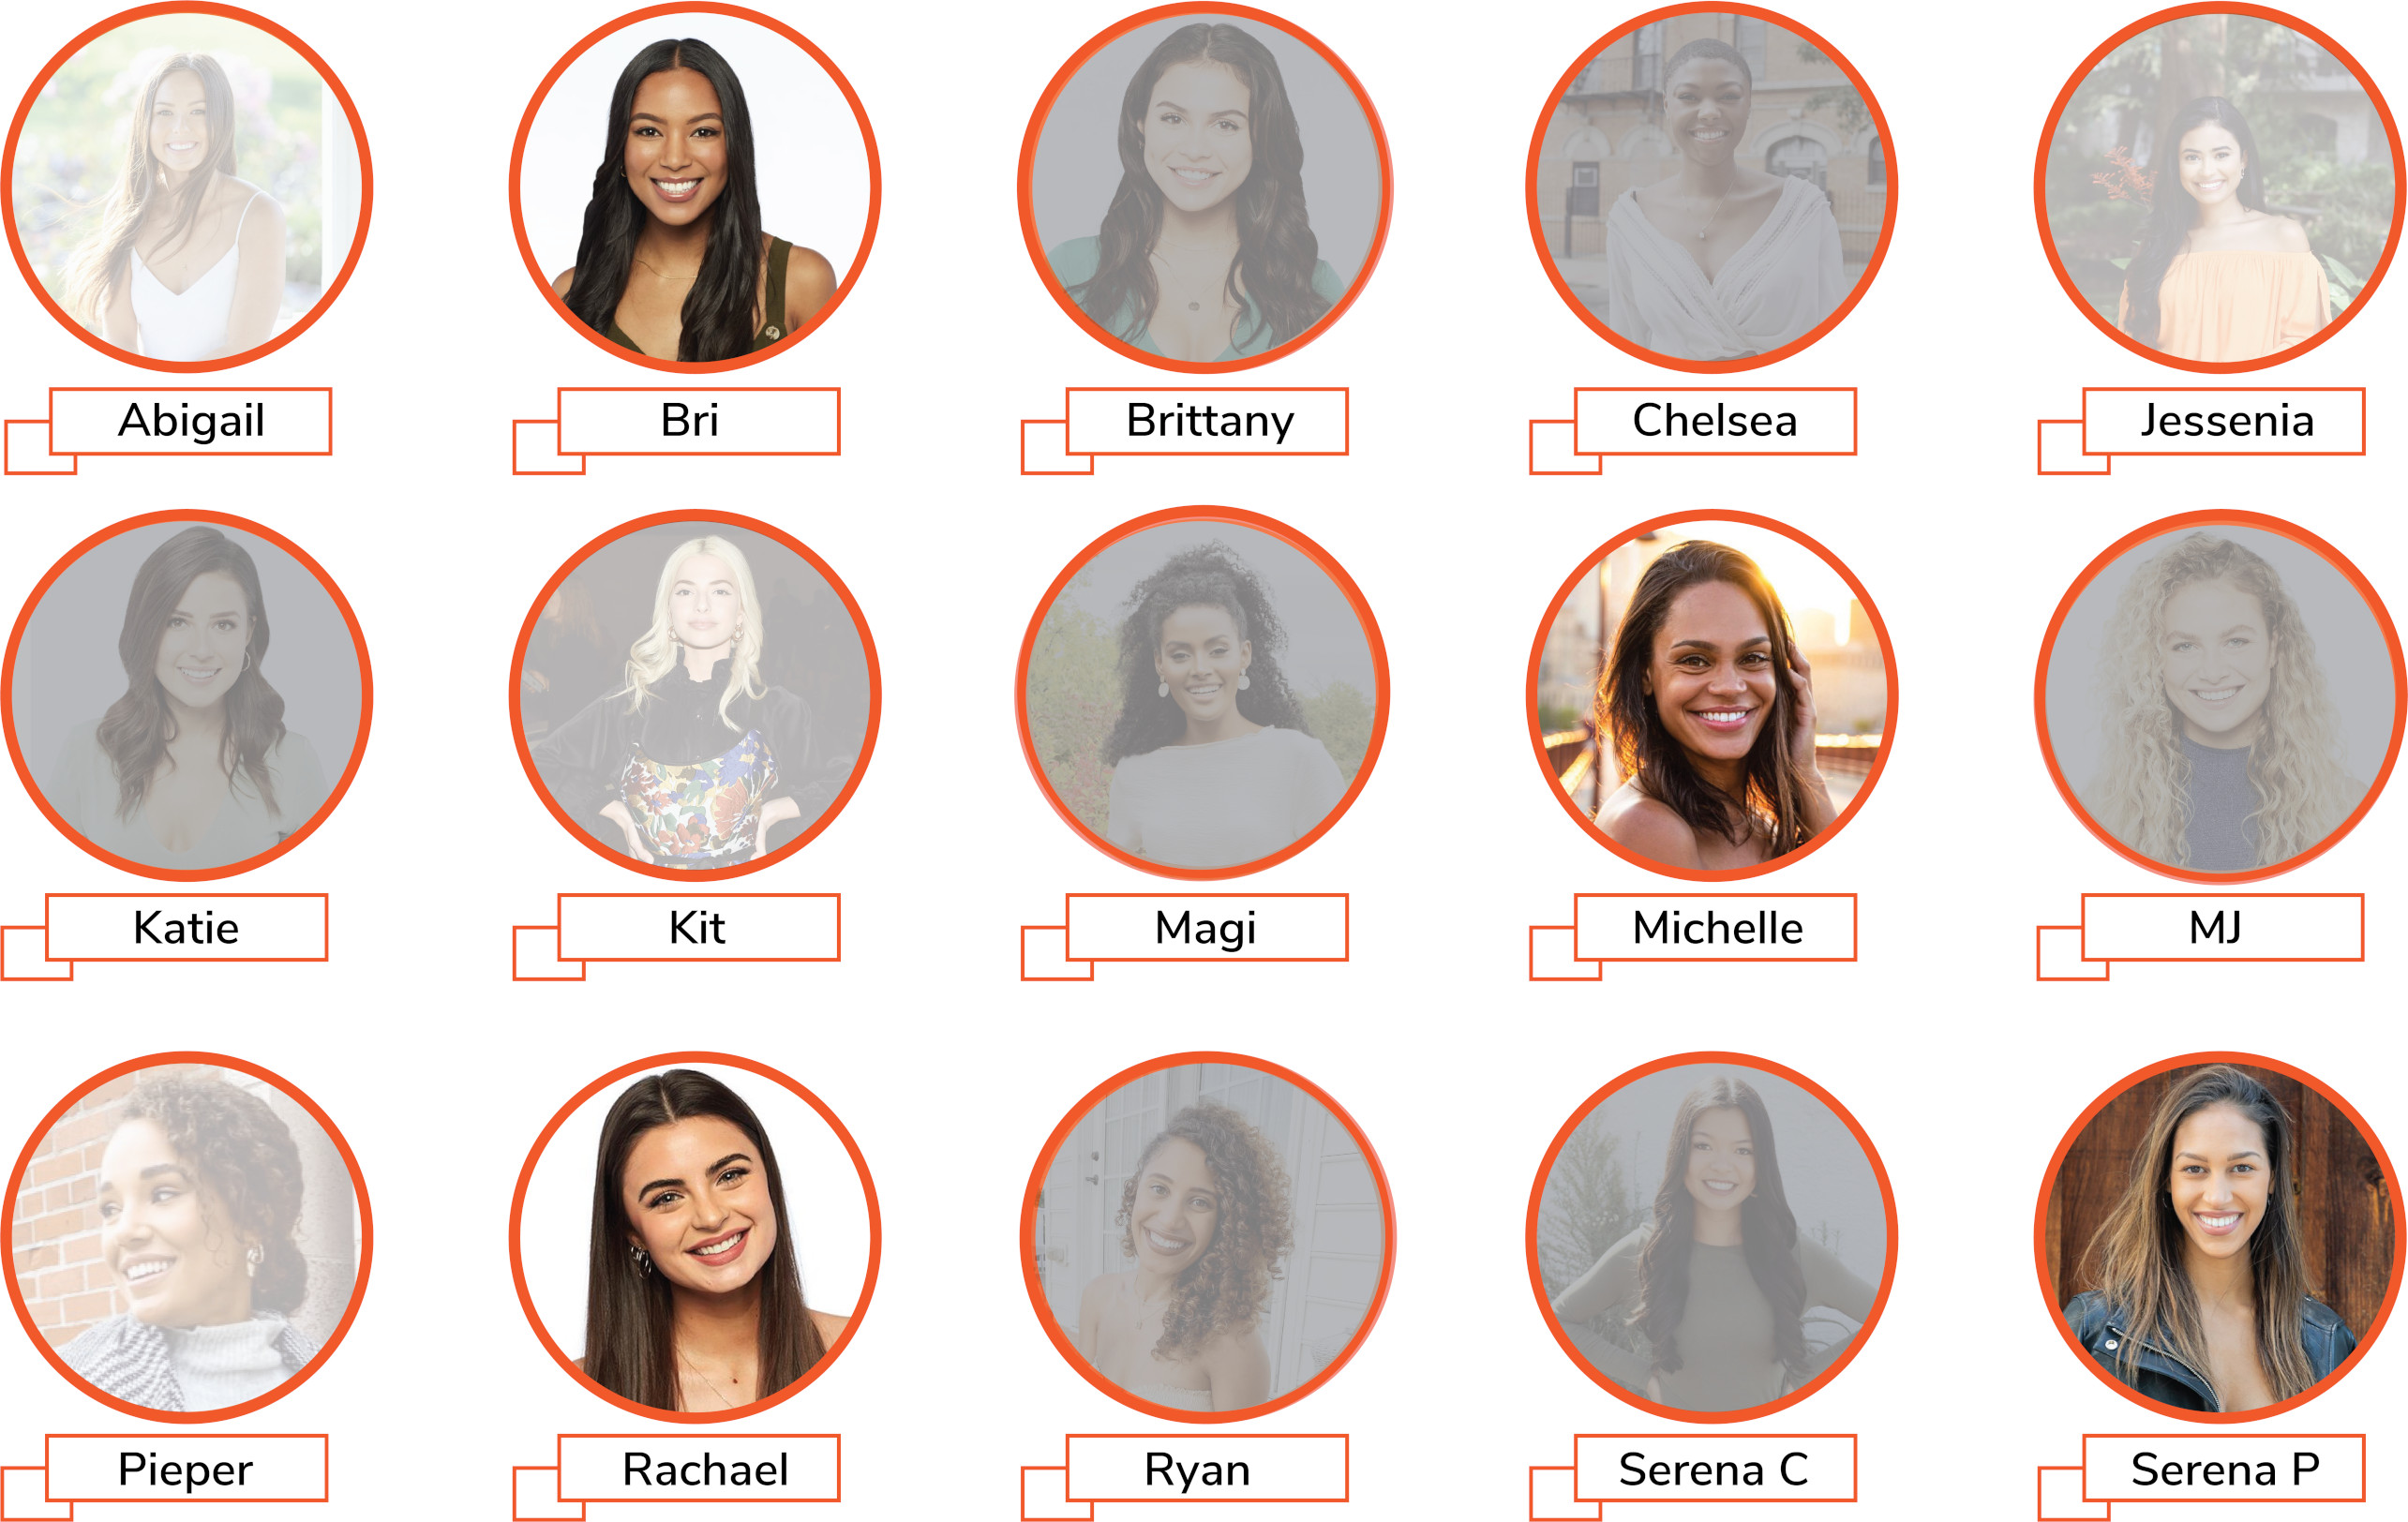 Abigail
Bri
Brittany
Chelsea
Jessenia
Katie
Kit
Magi
Michelle
MJ
Pieper
Rachael
Ryan
Serena C
Serena P